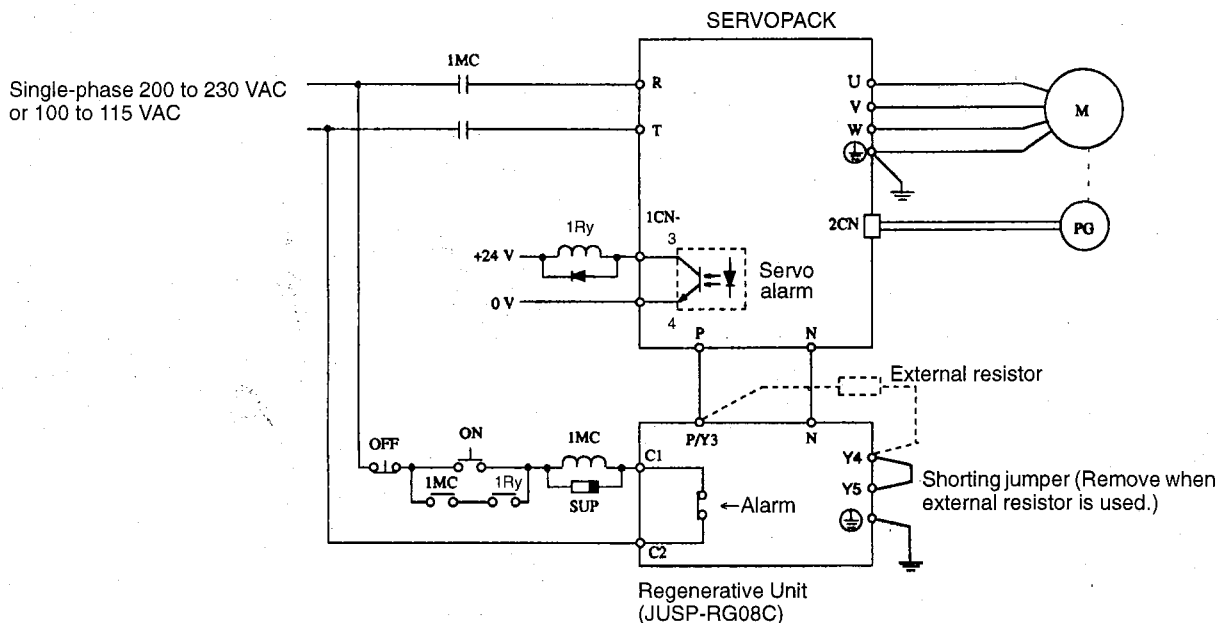 SERVOPACK
Single-phase 200 to 230 VAC
or 100 to 115 VAC
1MC
R
T
U
V
W
M
2CN
PG
1CN-
1Ry
3
+24 V
0 V
4
Servo
alarm
P
N
External resistor
P/Y3
N
OFF
ON
1MC
1Ry
1MC
SUP
C1
C2
←Alarm
Y4
Y5
Shorting jumper (Remove when
external resistor is used.)
Regenerative Unit
(JUSP-RG08C)